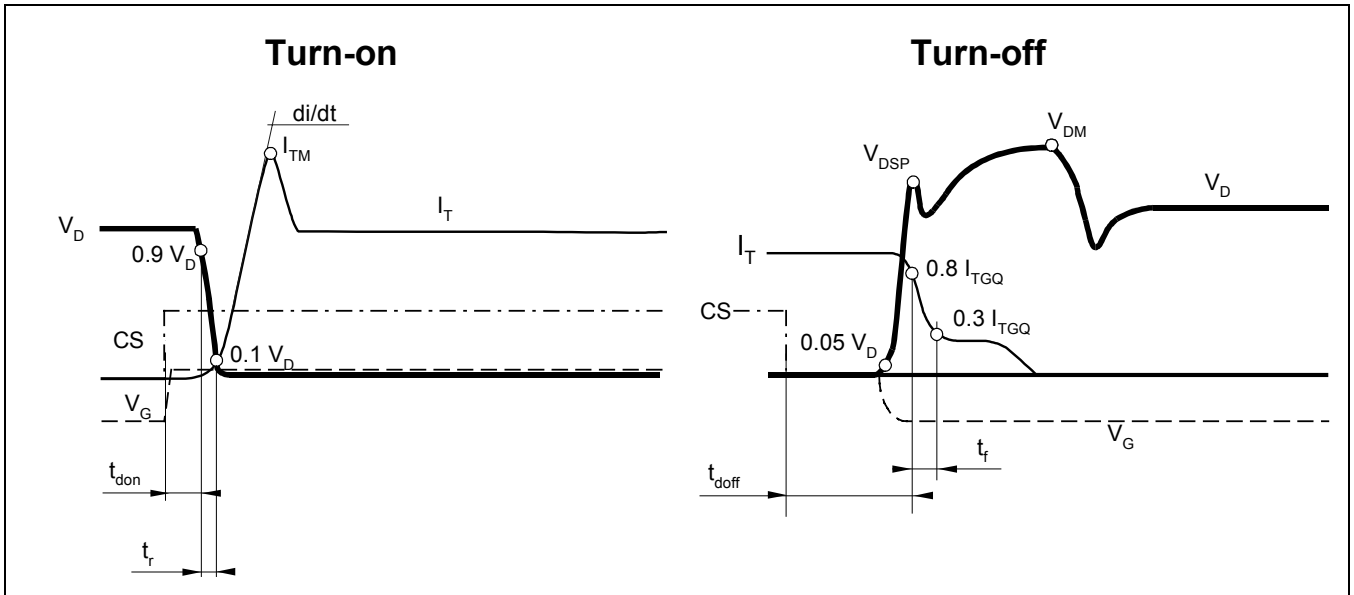 Turn-on
Turn-off
di/dt
I_TM
V_D
I_T
0.9 V_D
CS
0.1 V_D
V_G
t_don
t_r
V_DM
V_DSP
V_D
I_T
0.8 I_TGQ
CS
0.3 I_TGQ
0.05 V_D
V_G
t_f
t_doff